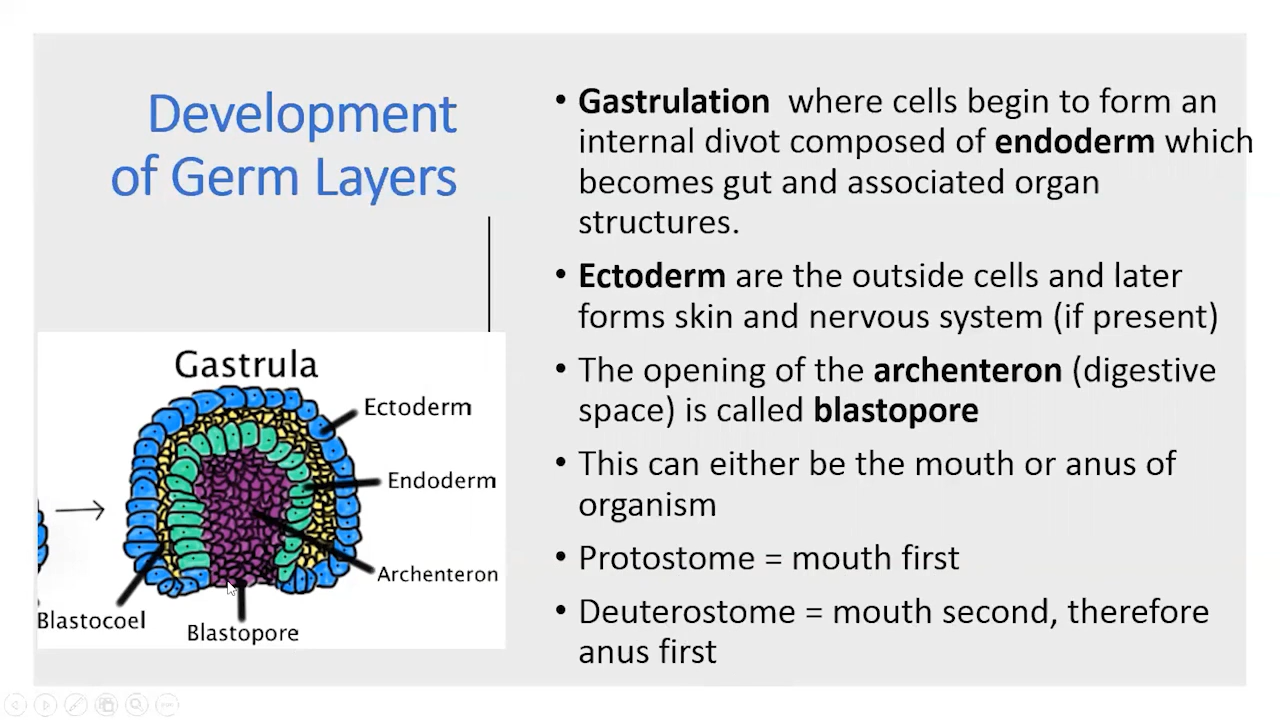 Development
of Germ Layers
• Gastrulation where cells begin to form an
internal divot composed of endoderm which
becomes gut and associated organ
structures.
• Ectoderm are the outside cells and later
forms skin and nervous system (if present)
• The opening of the archenteron (digestive
space) is called blastopore
• This can either be the mouth or anus of
organism
• Protostome = mouth first
• Deuterostome = mouth second, therefore
anus first
Gastrula
Ectoderm
Endoderm
Archenteron
Blastocoel
Blastopore